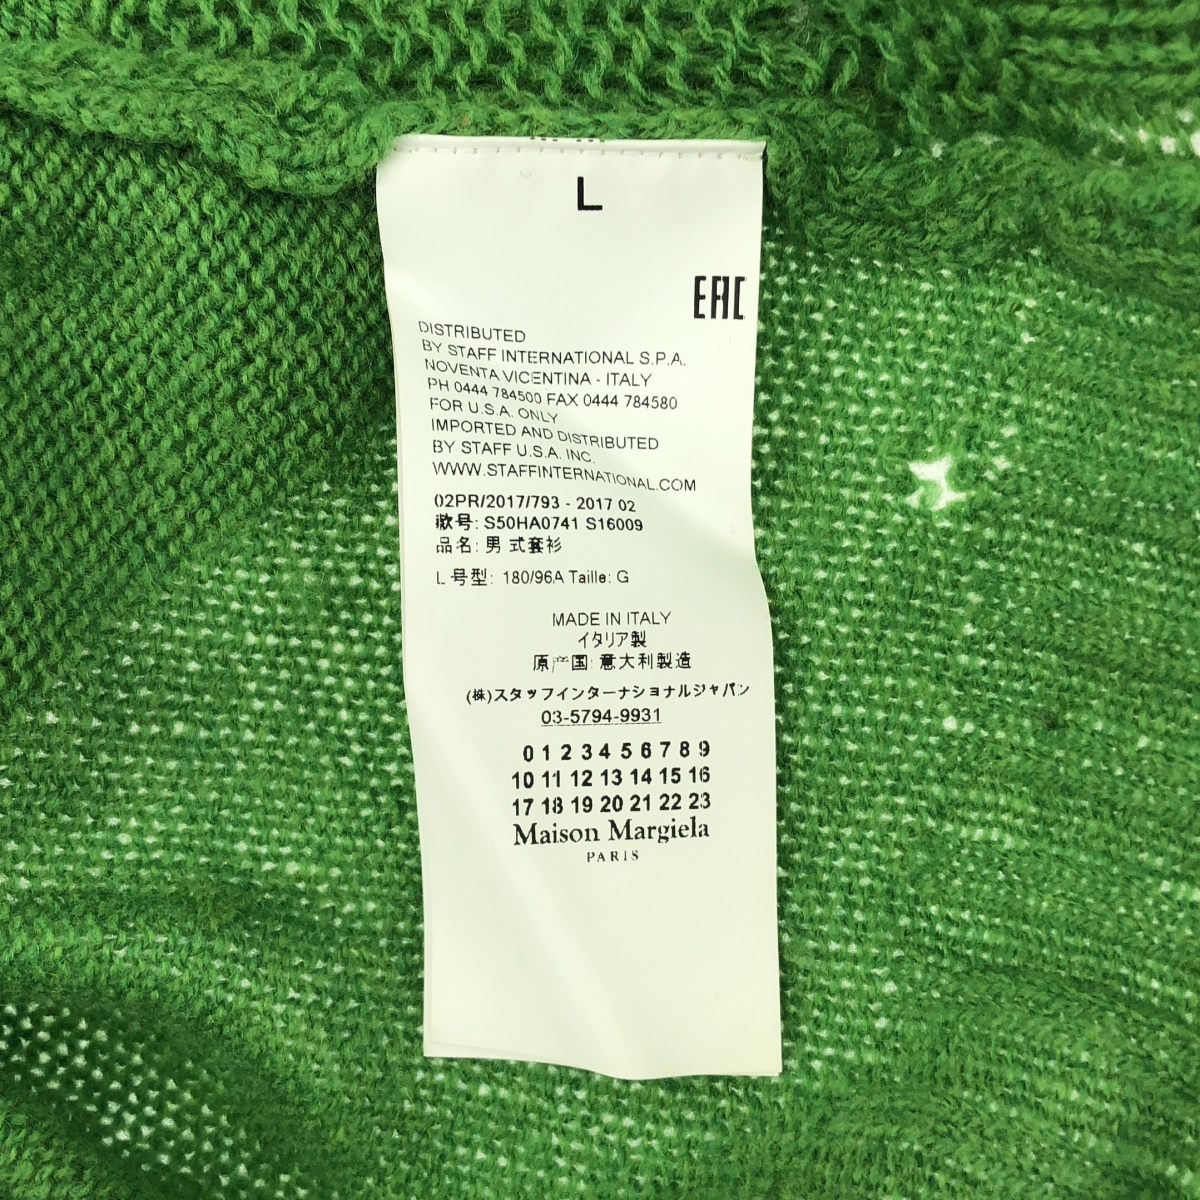 L
EAC
DISTRIBUTED
BY STAFF INTERNATIONAL S.P.A.
NOVENTA VICENTINA - ITALY
PH 0444 784500 FAX 0444 784580
FOR U.S.A. ONLY
IMPORTED AND DISTRIBUTED
BY STAFF U.S.A. INC.
WWW.STAFFINTERNATIONAL.COM
02PR/2017/793 - 2017 02
款号: S50HA0741 S16009
品名: 男式套衫
L 号型: 180/96A Taille: G
MADE IN ITALY
イタリア製
原产国: 意大利製造
(株)スタッフインターナショナルジャパン
03-5794-9931
0 1 2 3 4 5 6 7 8 9
10 11 12 13 14 15 16
17 18 19 20 21 22 23
Maison Margiela
PARIS